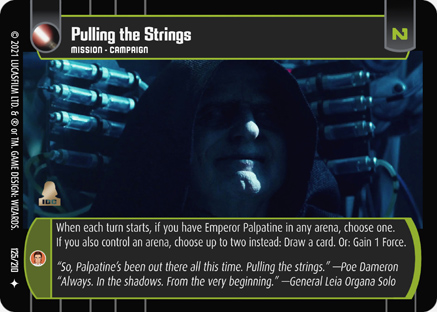 Pulling the Strings
MISSION · CAMPAIGN
N
© 2021 LUCASFILM LTD. & ® or TM. GAME DESIGN: WIZARDS.
125/210
When each turn starts, if you have Emperor Palpatine in any arena, choose one.
If you also control an arena, choose up to two instead: Draw a card. Or: Gain 1 Force.
“So, Palpatine’s been out there all this time. Pulling the strings.” —Poe Dameron
“Always. In the shadows. From the very beginning.” —General Leia Organa Solo